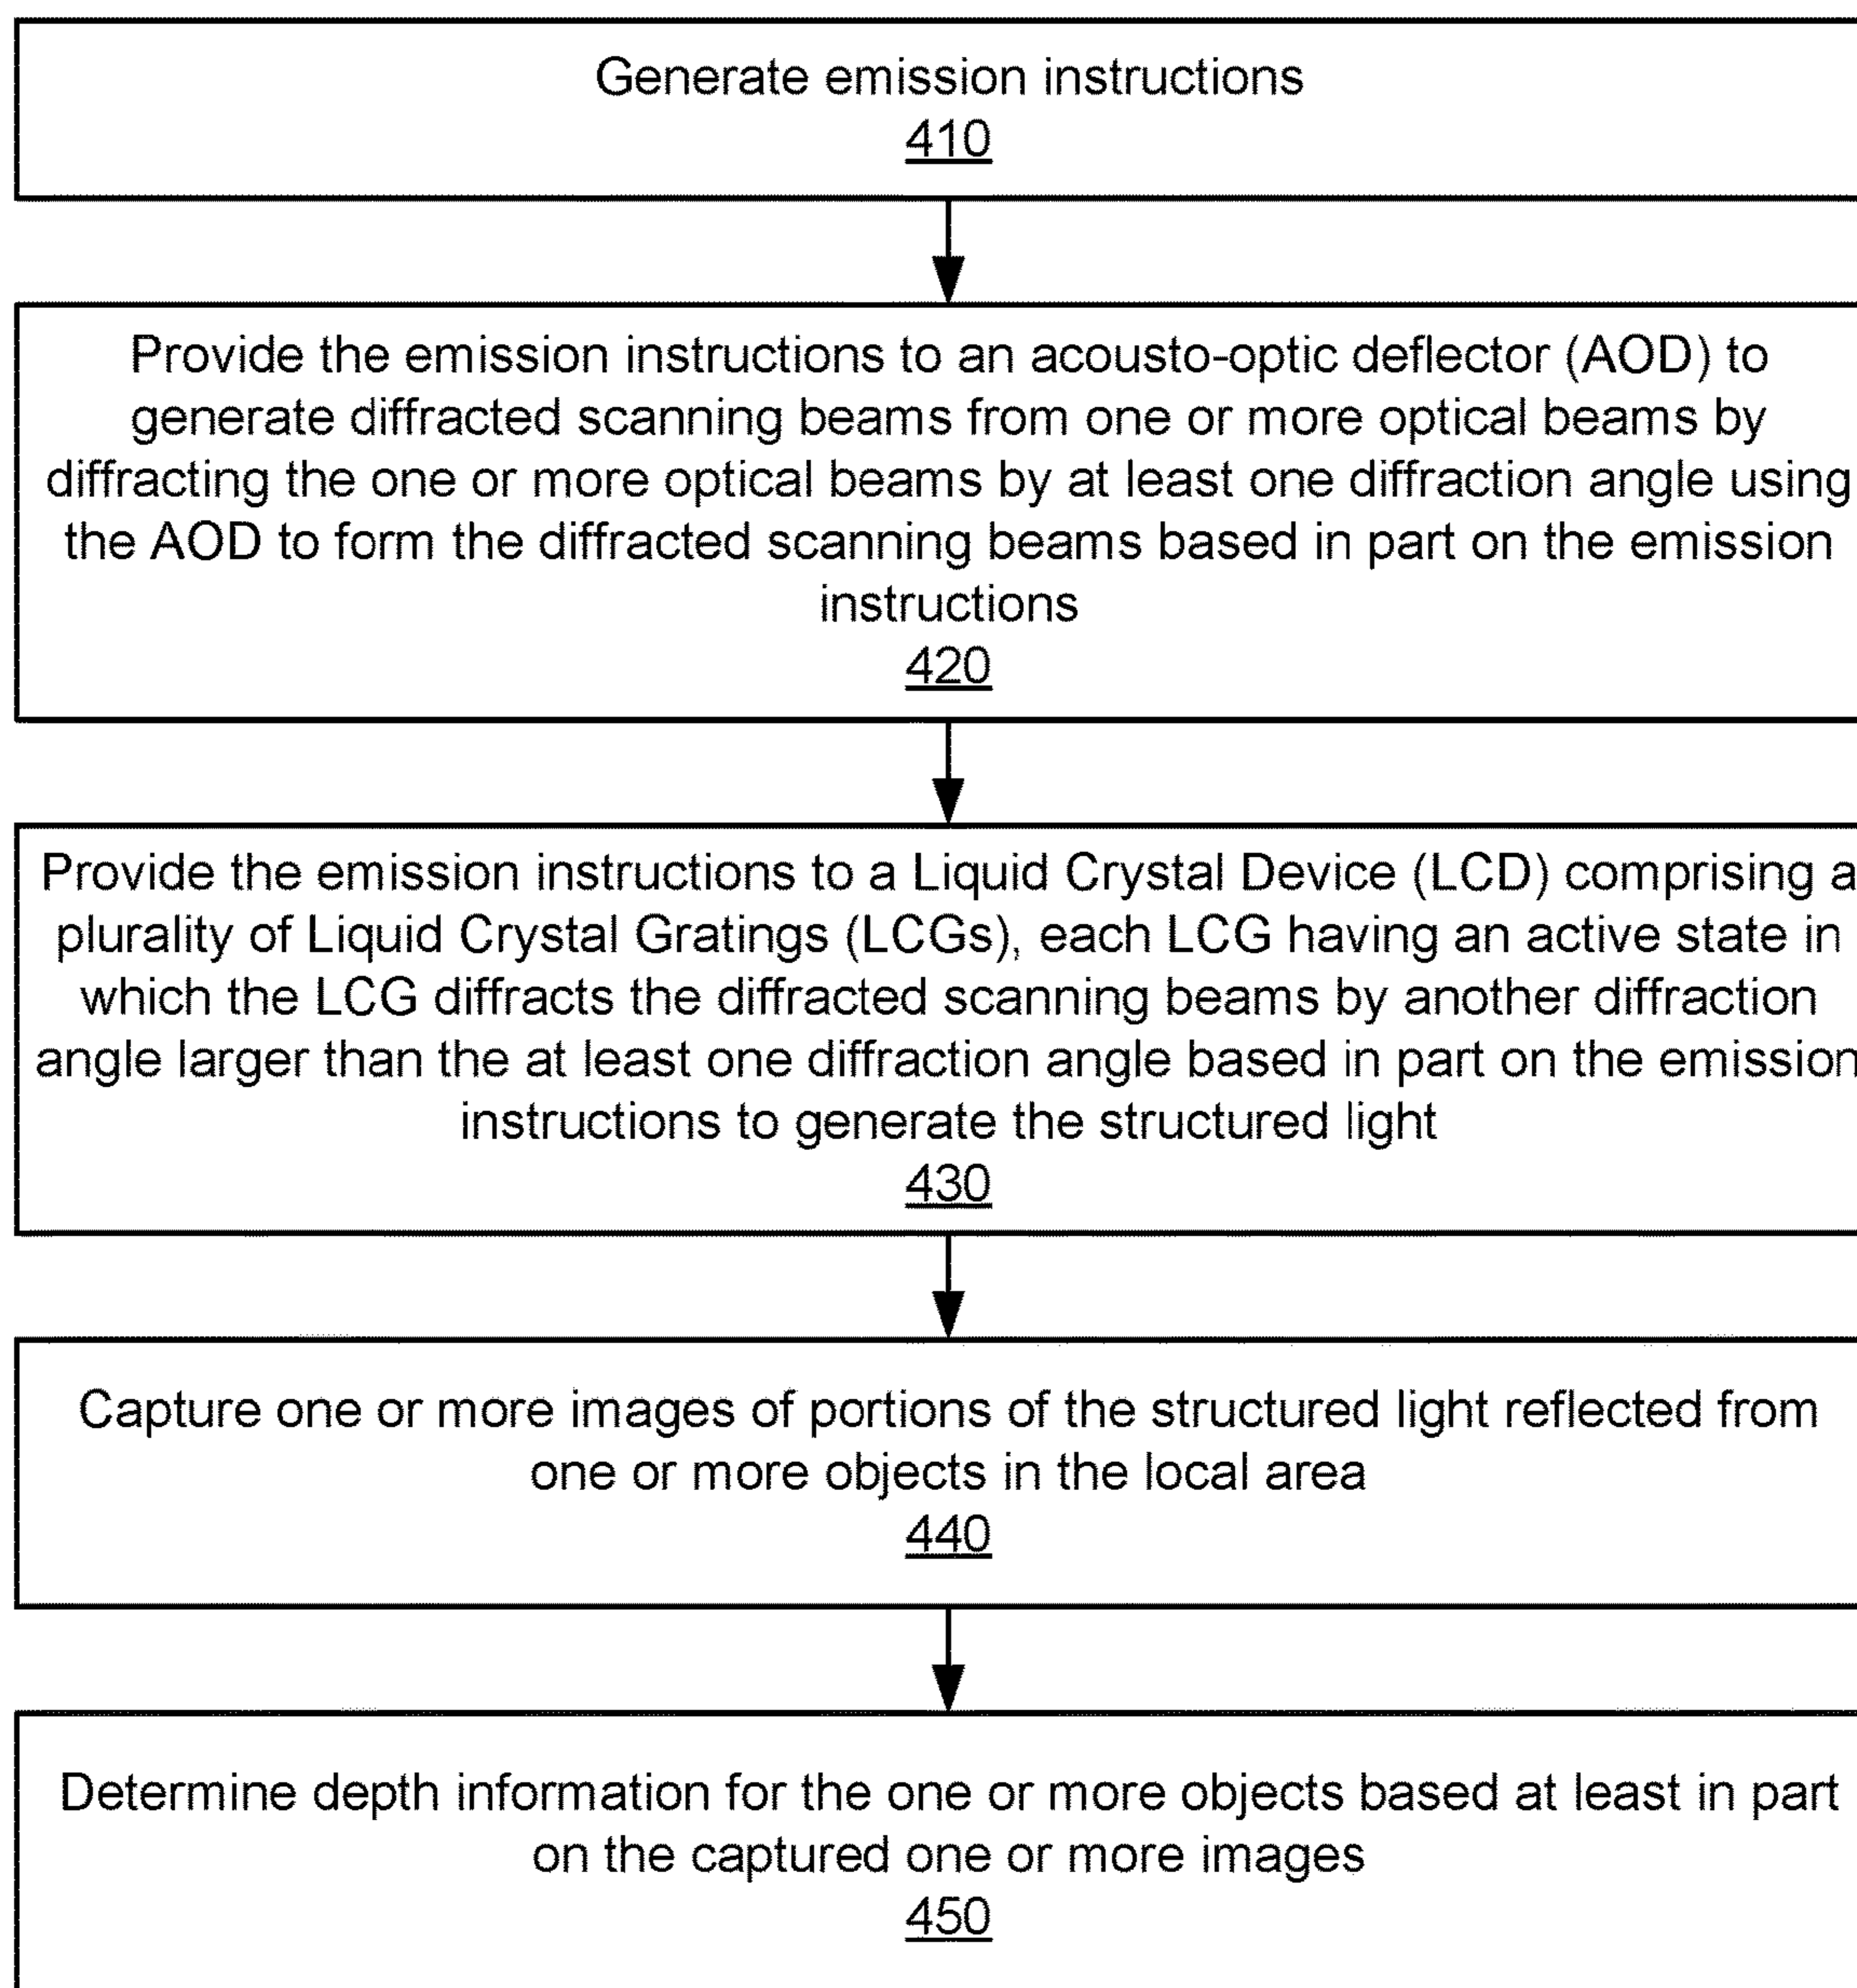 Generate emission instructions
410
Provide the emission instructions to an acousto-optic deflector (AOD) to
generate diffracted scanning beams from one or more optical beams by
diffracting the one or more optical beams by at least one diffraction angle using
the AOD to form the diffracted scanning beams based in part on the emission
instructions
420
Provide the emission instructions to a Liquid Crystal Device (LCD) comprising a
plurality of Liquid Crystal Gratings (LCGs), each LCG having an active state in
which the LCG diffracts the diffracted scanning beams by another diffraction
angle larger than the at least one diffraction angle based in part on the emission
instructions to generate the structured light
430
Capture one or more images of portions of the structured light reflected from
one or more objects in the local area
440
Determine depth information for the one or more objects based at least in part
on the captured one or more images
450